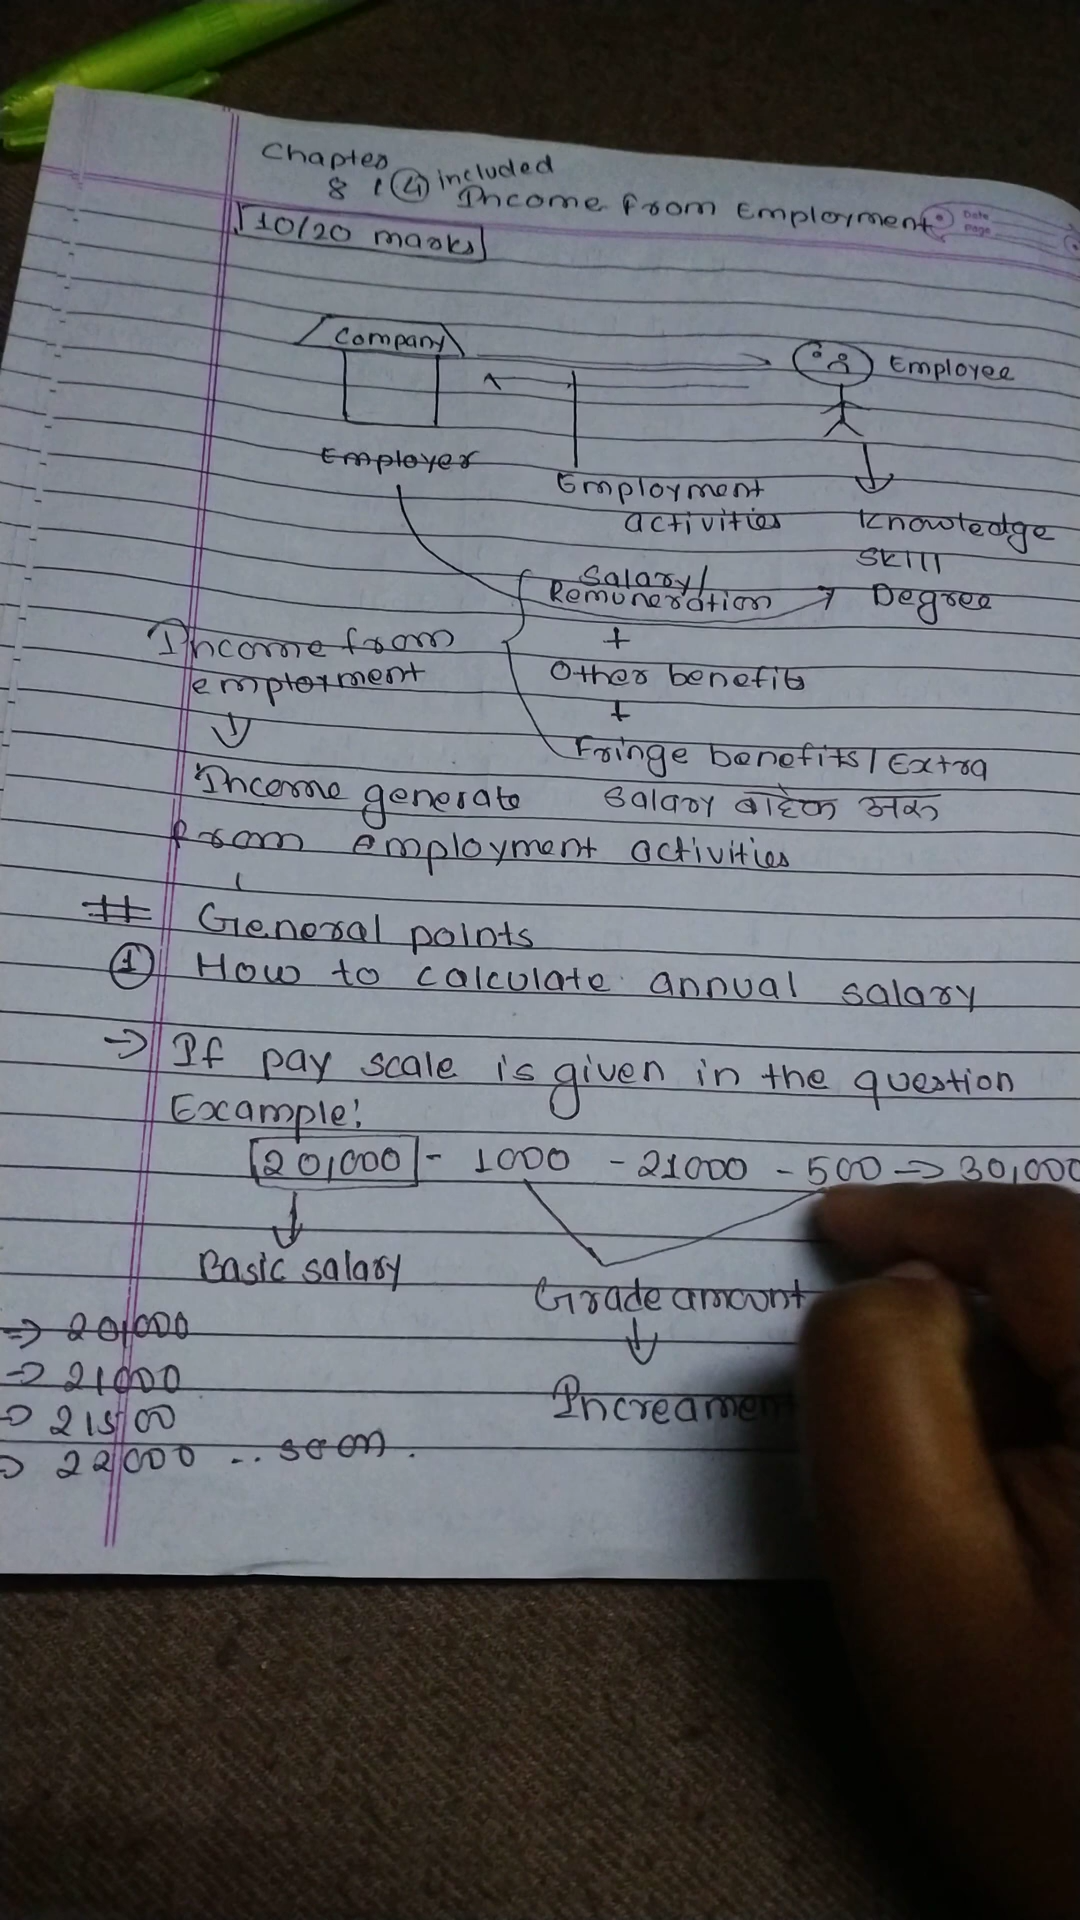 Chapter
8 , (4) included
Income from Employment
Date
Page
10/20 marks
Company
Employee
Employer
Employment
activities
Knowledge
Skill
Degree
Salary/
Remuneration
+
Other benefits
+
Fringe benefits / Extra
Salary बाहेक अरू
Income from
employment
Income generate
from employment activities
# General points
① How to calculate annual salary
⇒ If pay scale is given in the question
Example:
20,000 - 1000 - 21000 - 500 ⇒ 30,000
Basic salary
Grade amount
Increamen
⇒ 20,000
⇒ 21000
⇒ 21500
⇒ 22000 .. so on.